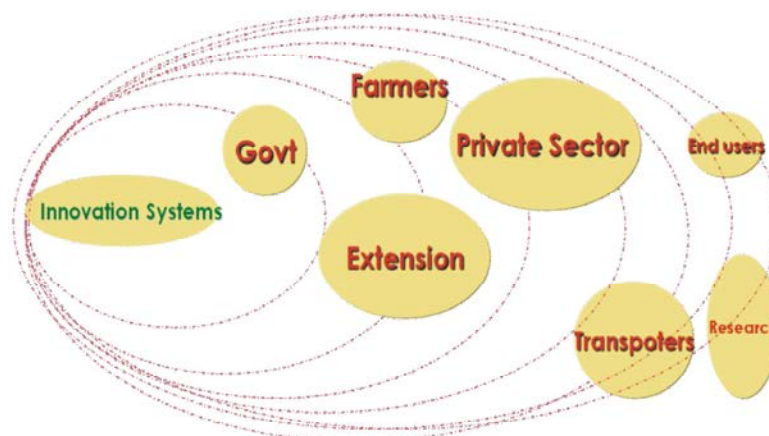 Farmers
Govt
Private Sector
End users
Innovation Systems
Extension
Transpoters
Researc